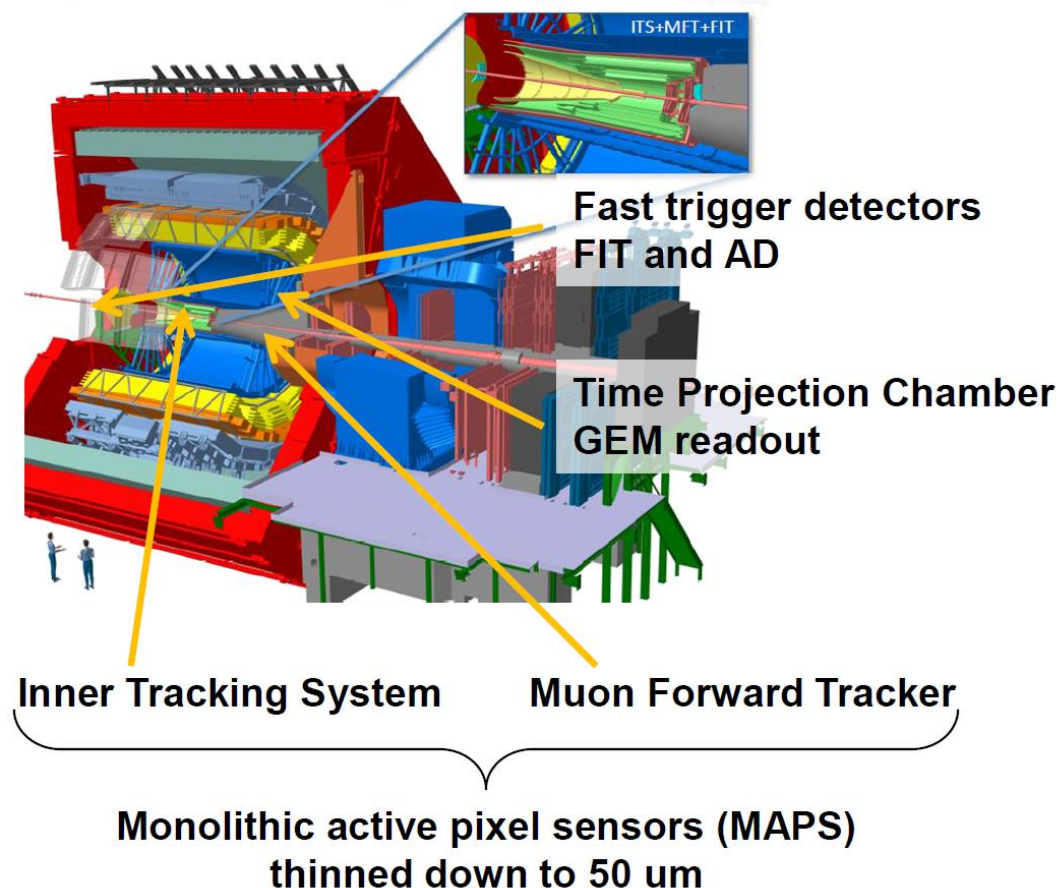 ITS+MFT+FIT
Fast trigger detectors
FIT and AD
Time Projection Chamber
GEM readout
Inner Tracking System
Muon Forward Tracker
Monolithic active pixel sensors (MAPS)
thinned down to 50 um